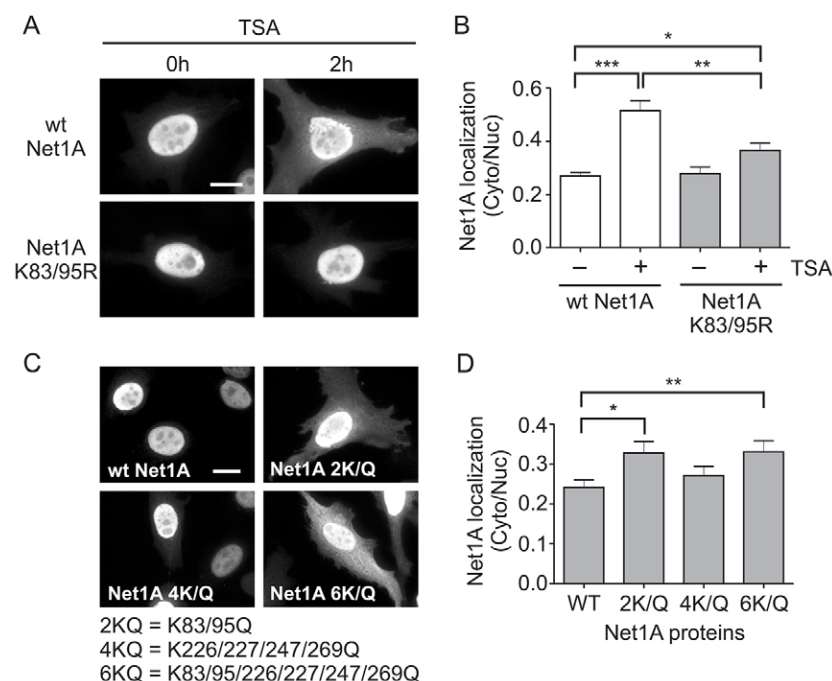 A
TSA
0h 2h
wt
Net1A
Net1A
K83/95R
B
* 
*** **
Net1A localization
(Cyto/Nuc)
0.6
0.4
0.2
0.0
– + – + TSA
wt Net1A Net1A
K83/95R
C
wt Net1A Net1A 2K/Q
Net1A 4K/Q Net1A 6K/Q
2KQ = K83/95Q
4KQ = K226/227/247/269Q
6KQ = K83/95/226/227/247/269Q
D
**
*
Net1A localization
(Cyto/Nuc)
0.4
0.3
0.2
0.1
0.0
WT 2K/Q 4K/Q 6K/Q
Net1A proteins